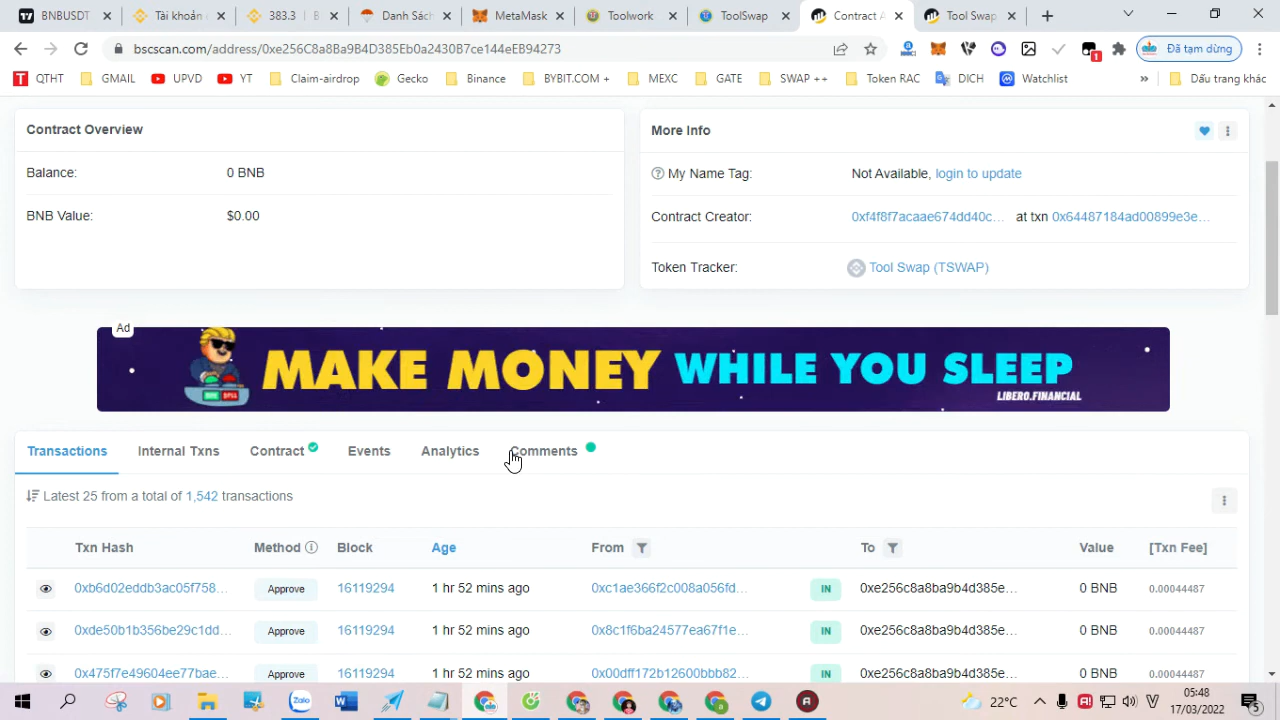 BNBUSDT
Tài khoản
383.3 | B
Danh Sách
MetaMask
Toolwork
ToolSwap
Contract A
Tool Swap
bscscan.com/address/0xe256C8a8Ba9B4D385Eb0a2430B7ce144eEB94273
Đã tạm dừng
QTHT
GMAIL
UPVD
YT
Claim-airdrop
Gecko
Binance
BYBIT.COM +
MEXC
GATE
SWAP ++
Token RAC
DICH
Watchlist
»
Dấu trang khác
Contract Overview
Balance: 0 BNB
BNB Value: $0.00
More Info
My Name Tag: Not Available, login to update
Contract Creator: 0xf4f8f7acaae674dd40c... at txn 0x64487184ad00899e3e...
Token Tracker: Tool Swap (TSWAP)
Ad
MAKE MONEY WHILE YOU SLEEP
LIBERO.FINANCIAL
Transactions Internal Txns Contract Events Analytics Comments
Latest 25 from a total of 1,542 transactions
Txn Hash Method Block Age From To Value [Txn Fee]
0xb6d02eddb3ac05f758... Approve 16119294 1 hr 52 mins ago 0xc1ae366f2c008a056fd... IN 0xe256c8a8ba9b4d385e... 0 BNB 0.00044487
0xde50b1b356be29c1dd... Approve 16119294 1 hr 52 mins ago 0x8c1f6ba24577ea67f1e... IN 0xe256c8a8ba9b4d385e... 0 BNB 0.00044487
0x475f7e49604ee77bae... Approve 16119294 1 hr 52 mins ago 0x00dff172b12600bbb82... IN 0xe256c8a8ba9b4d385e... 0 BNB 0.00044487
Zalo
22°C
05:48
17/03/2022
5